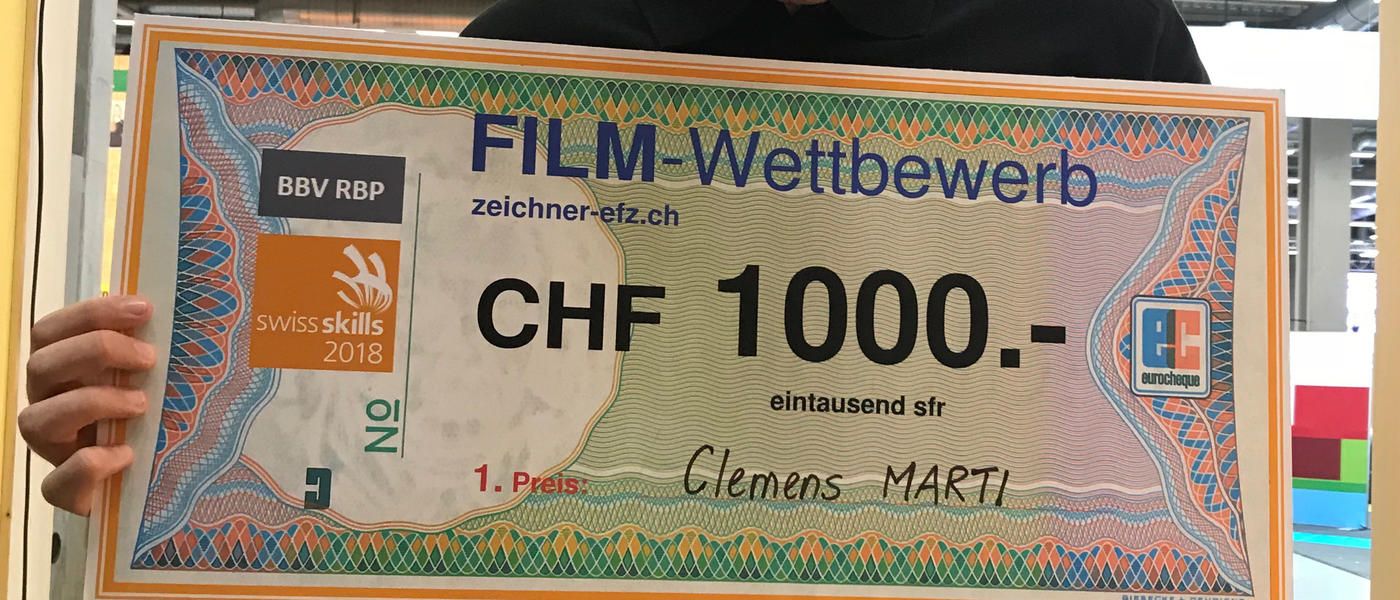 FILM-Wettbewerb
zeichner-efz.ch
BBV RBP
swiss skills
2018
CHF 1000.-
eintausend sfr
ec
eurocheque
No
1. Preis: Clemens MARTI